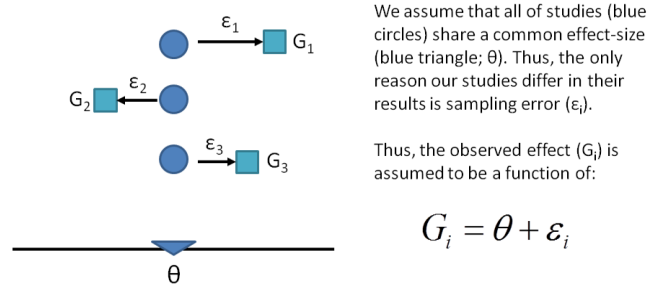 ε₁
G₁
ε₂
G₂
ε₃
G₃
θ
We assume that all of studies (blue
circles) share a common effect-size
(blue triangle; θ). Thus, the only
reason our studies differ in their
results is sampling error (εᵢ).
Thus, the observed effect (Gᵢ) is
assumed to be a function of:
Gᵢ = θ + εᵢ